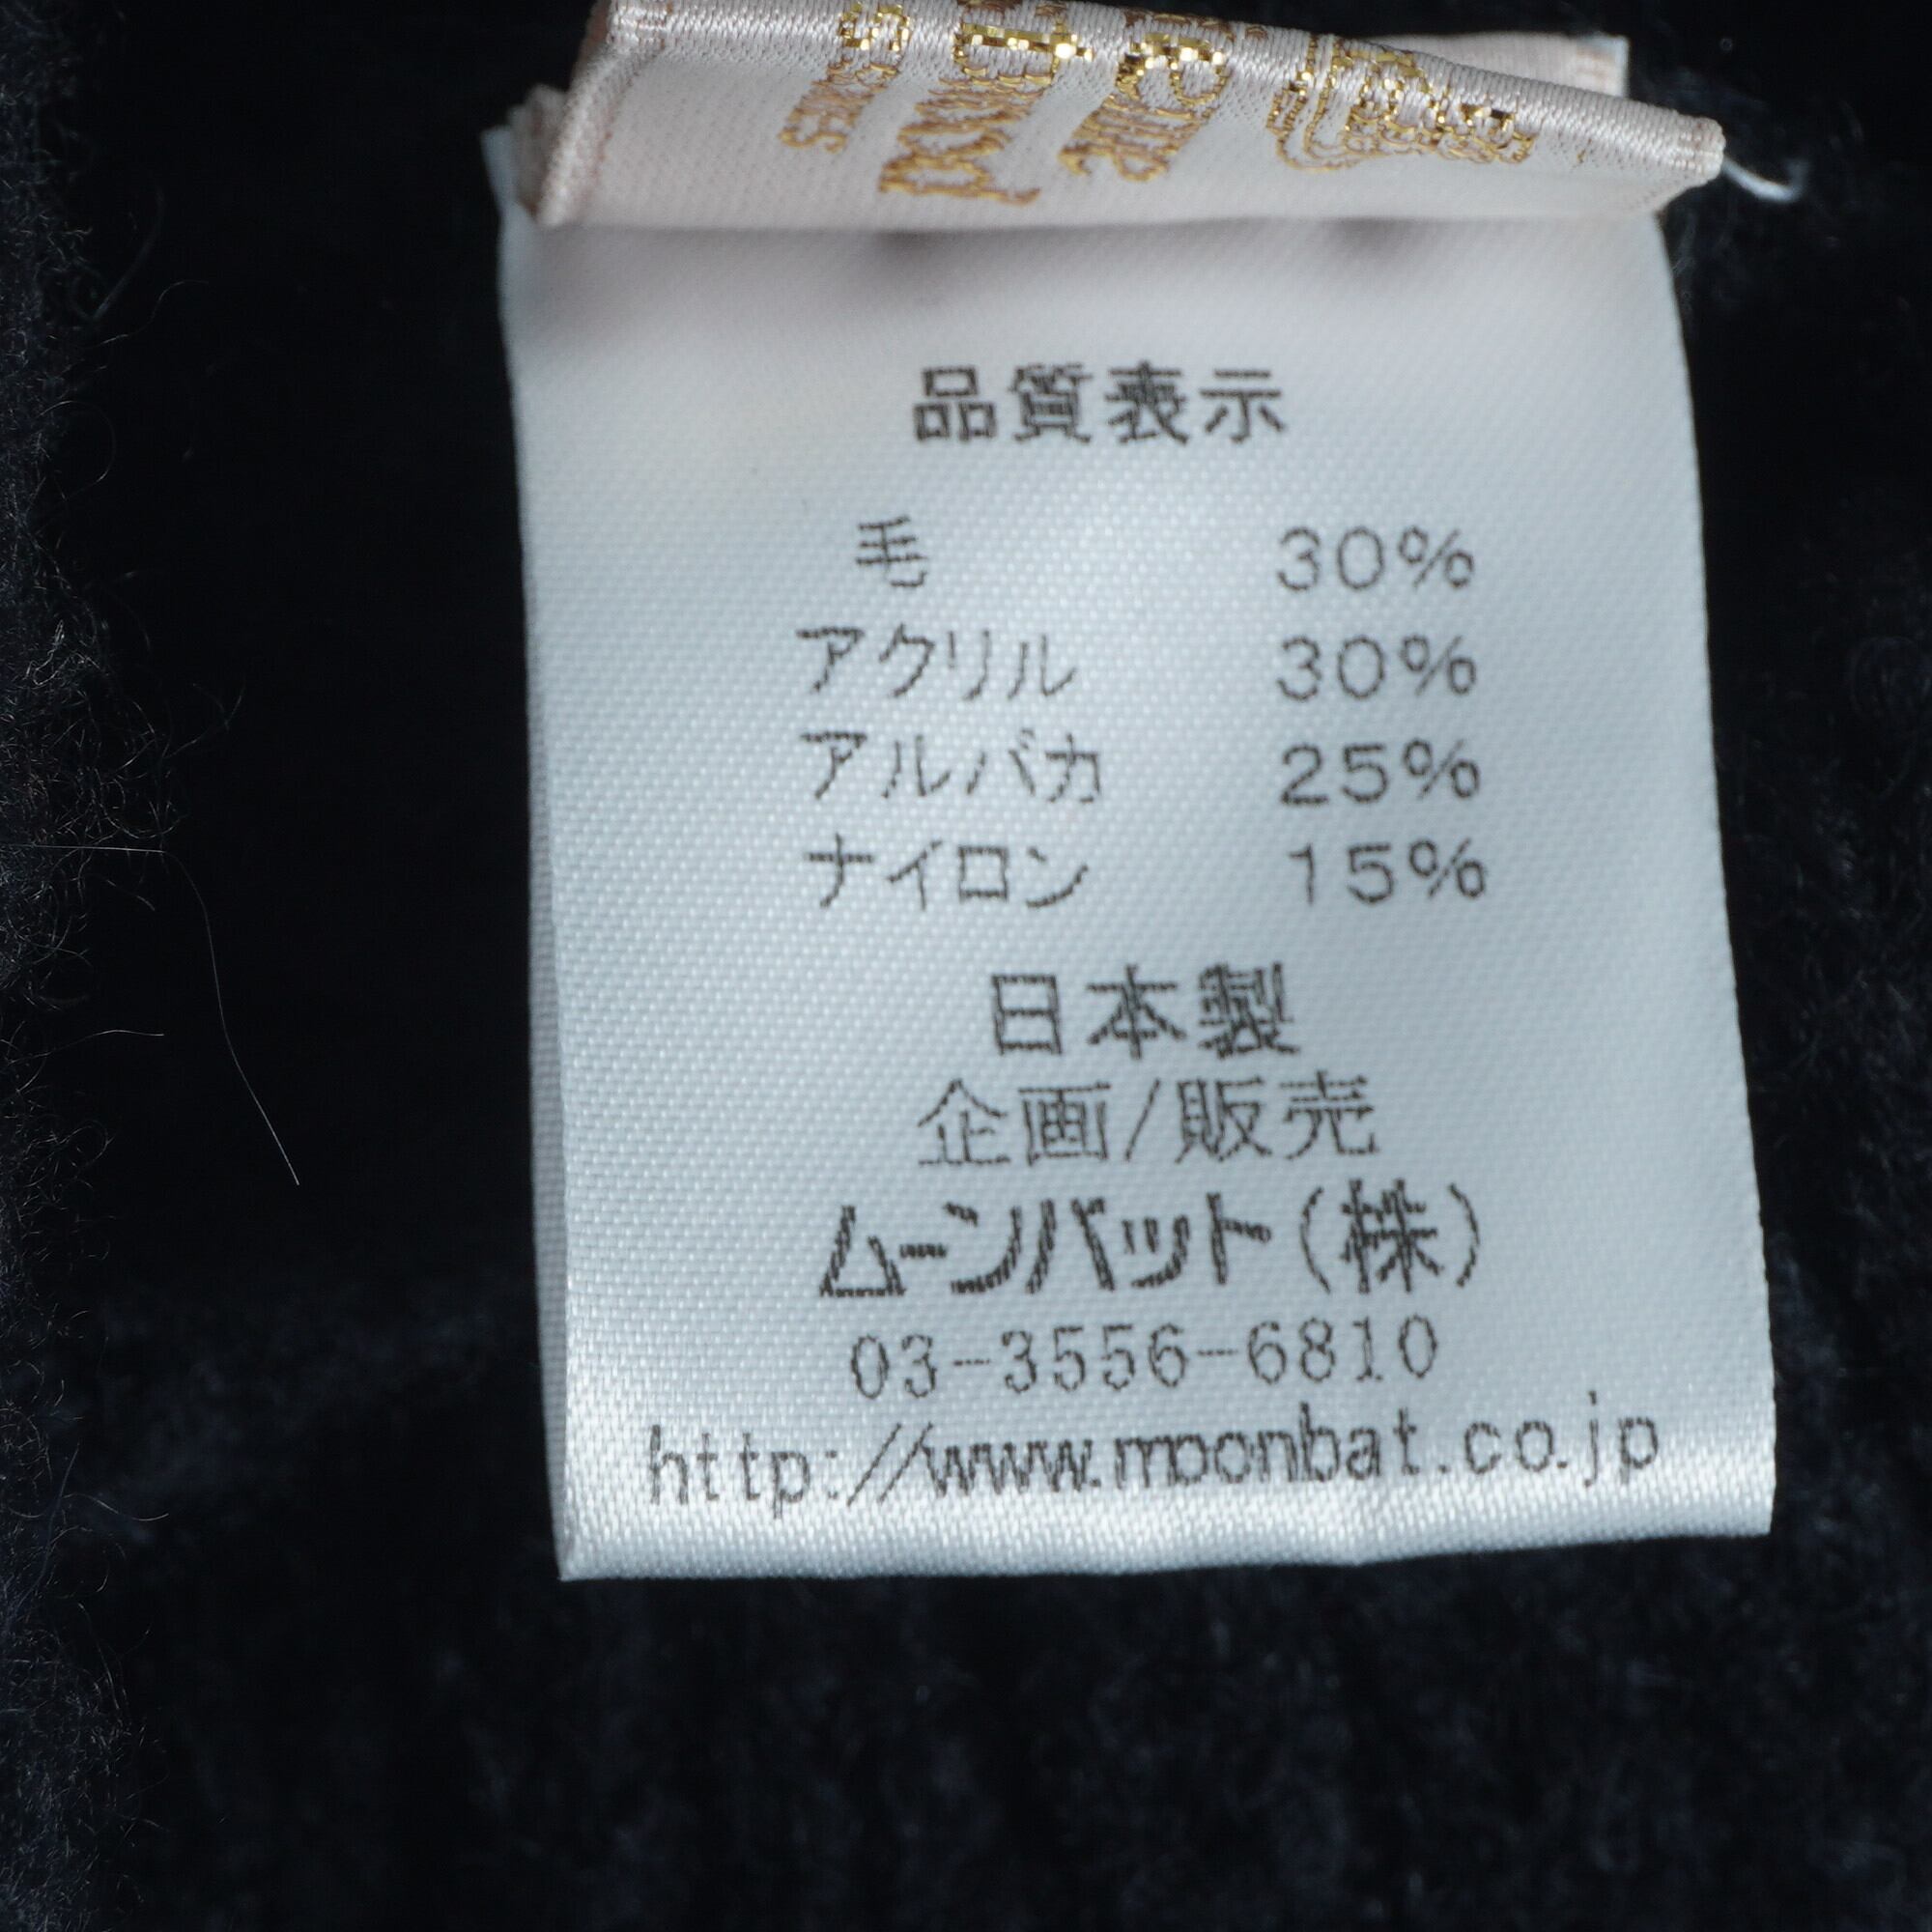 品質表示
毛 30%
アクリル 30%
アルパカ 25%
ナイロン 15%
日本製
企画/販売
ムーンバット(株)
03-3556-6810
http://www.moonbat.co.jp